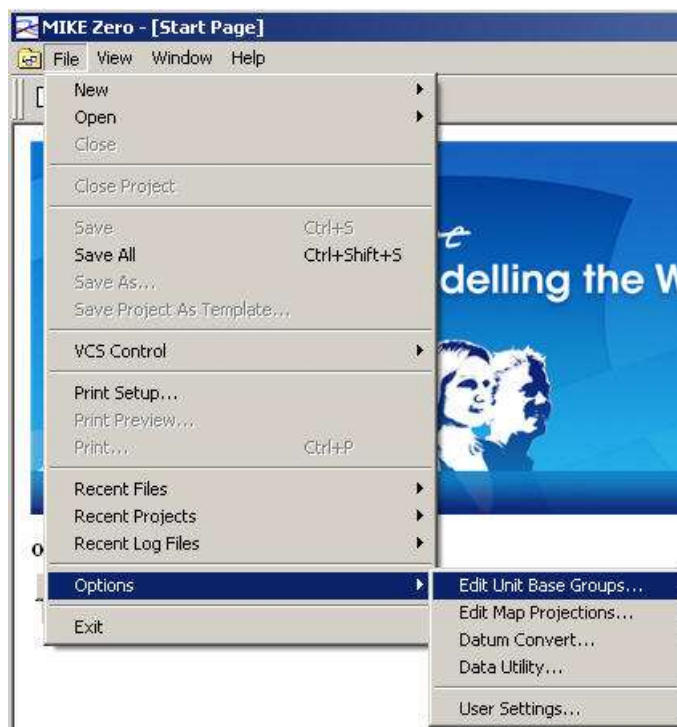 MIKE Zero - [Start Page]
File View Window Help
New
Open
Close
Close Project
Save Ctrl+S
Save All Ctrl+Shift+S
Save As...
Save Project As Template...
VCS Control
Print Setup...
Print Preview...
Print... Ctrl+P
Recent Files
Recent Projects
Recent Log Files
Options
Exit
Edit Unit Base Groups...
Edit Map Projections...
Datum Convert...
Data Utility...
User Settings...
delling the W